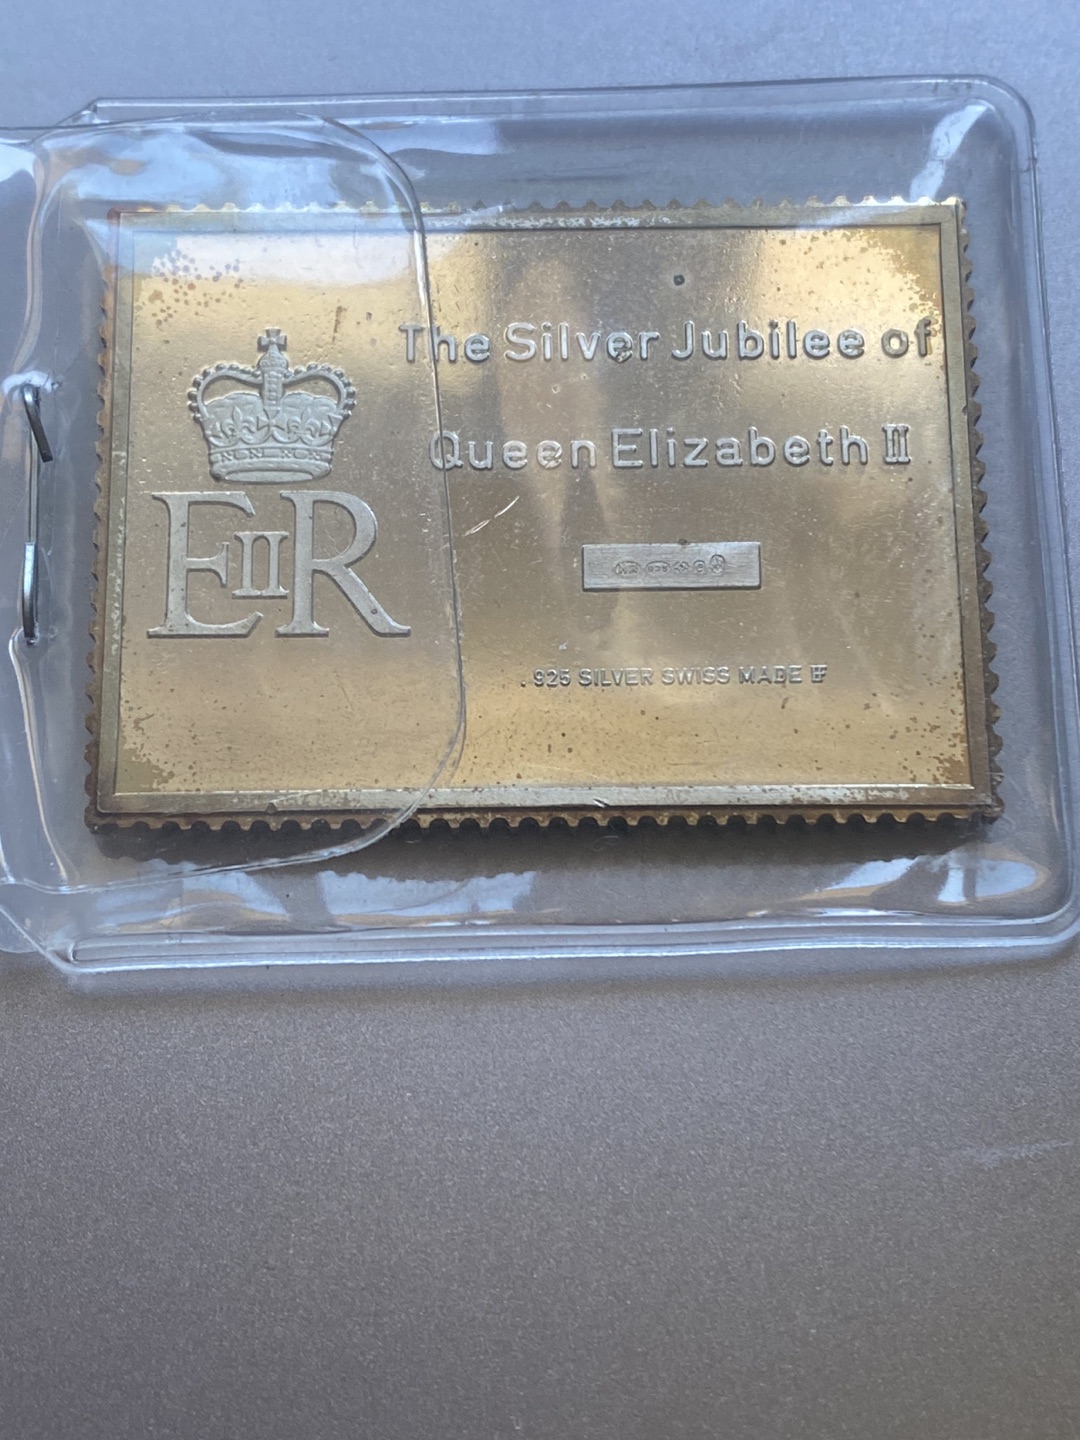 The Silver Jubilee of
Queen Elizabeth II
EIIR
.925 SILVER SWISS MADE